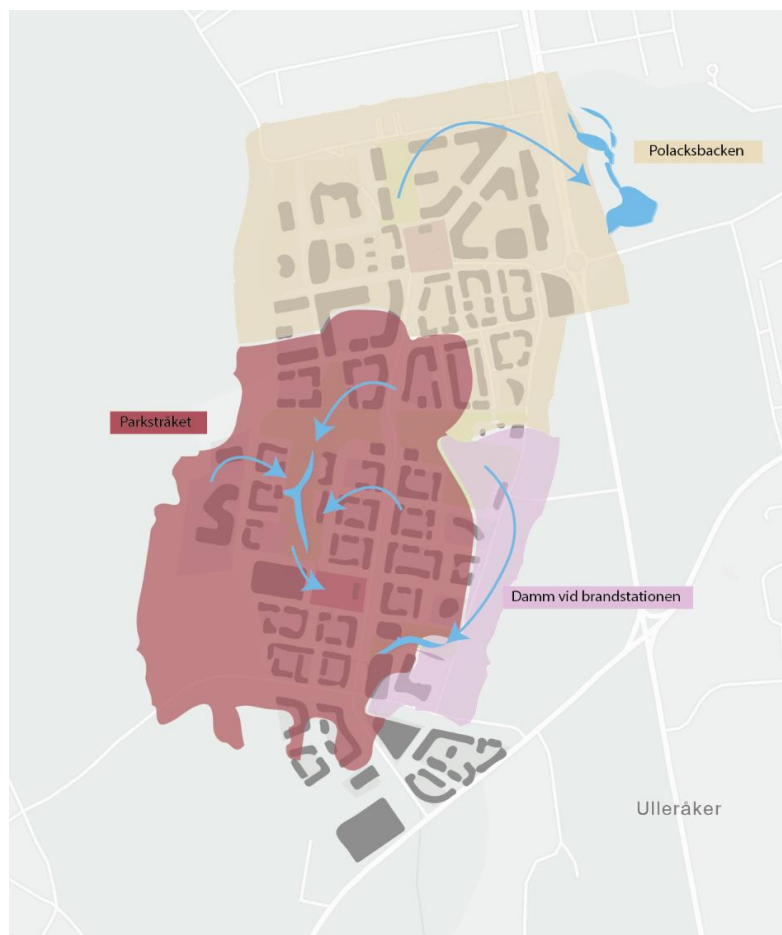 Polacksbacken
Parkstråket
Damm vid brandstationen
Ulleråker